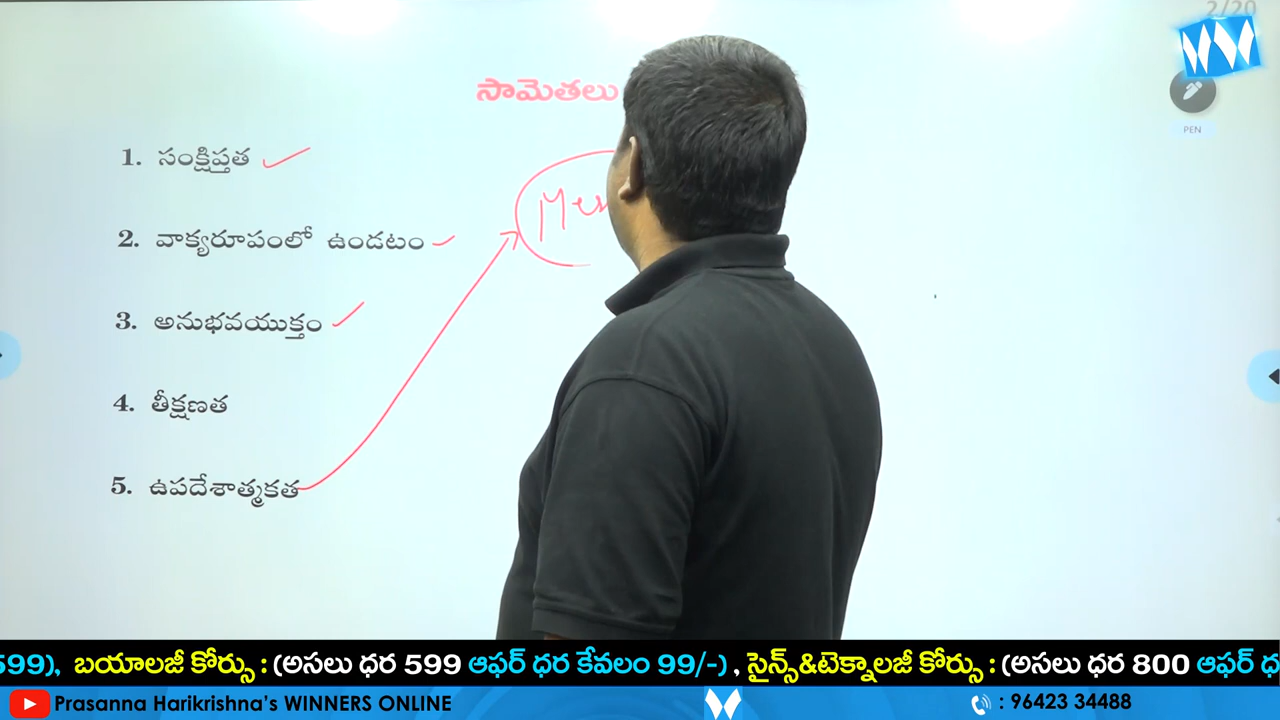 2/20
సామెతలు
PEN
1. సంక్షిప్తత
2. వాక్యరూపంలో ఉండటం
3. అనుభవయుక్తం
4. తీక్షణత
5. ఉపదేశాత్మకత
599), బయాలజీ కోర్సు : (అసలు ధర 599 ఆఫర్ ధర కేవలం 99/-) , సైన్స్&టెక్నాలజీ కోర్సు : (అసలు ధర 800 ఆఫర్ ధ
Prasanna Harikrishna's WINNERS ONLINE : 96423 34488